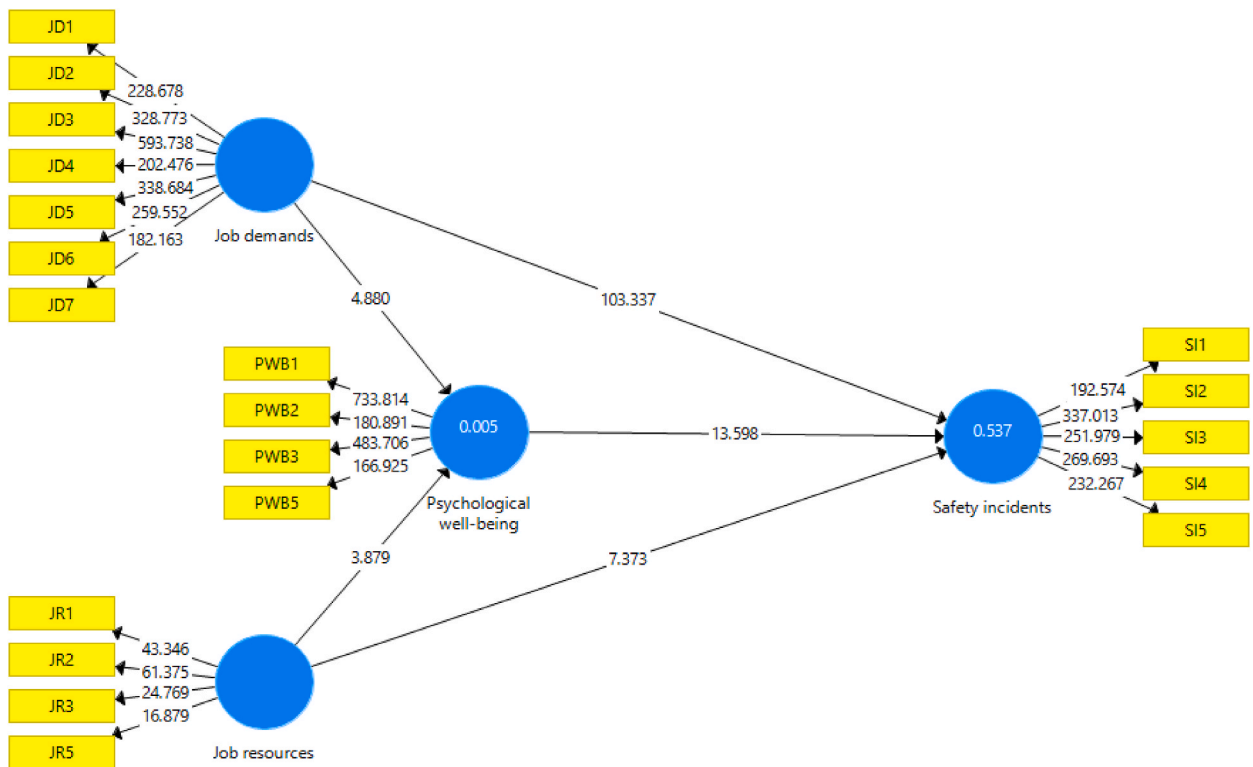 JD1
JD2
JD3
JD4
JD5
JD6
JD7
228.678
328.773
593.738
202.476
338.684
259.552
182.163
Job demands
4.880
103.337
PWB1
PWB2
PWB3
PWB5
733.814
180.891
483.706
166.925
0.005
Psychological
well-being
13.598
0.537
Safety incidents
192.574
337.013
251.979
269.693
232.267
SI1
SI2
SI3
SI4
SI5
3.879
7.373
JR1
JR2
JR3
JR5
43.346
61.375
24.769
16.879
Job resources